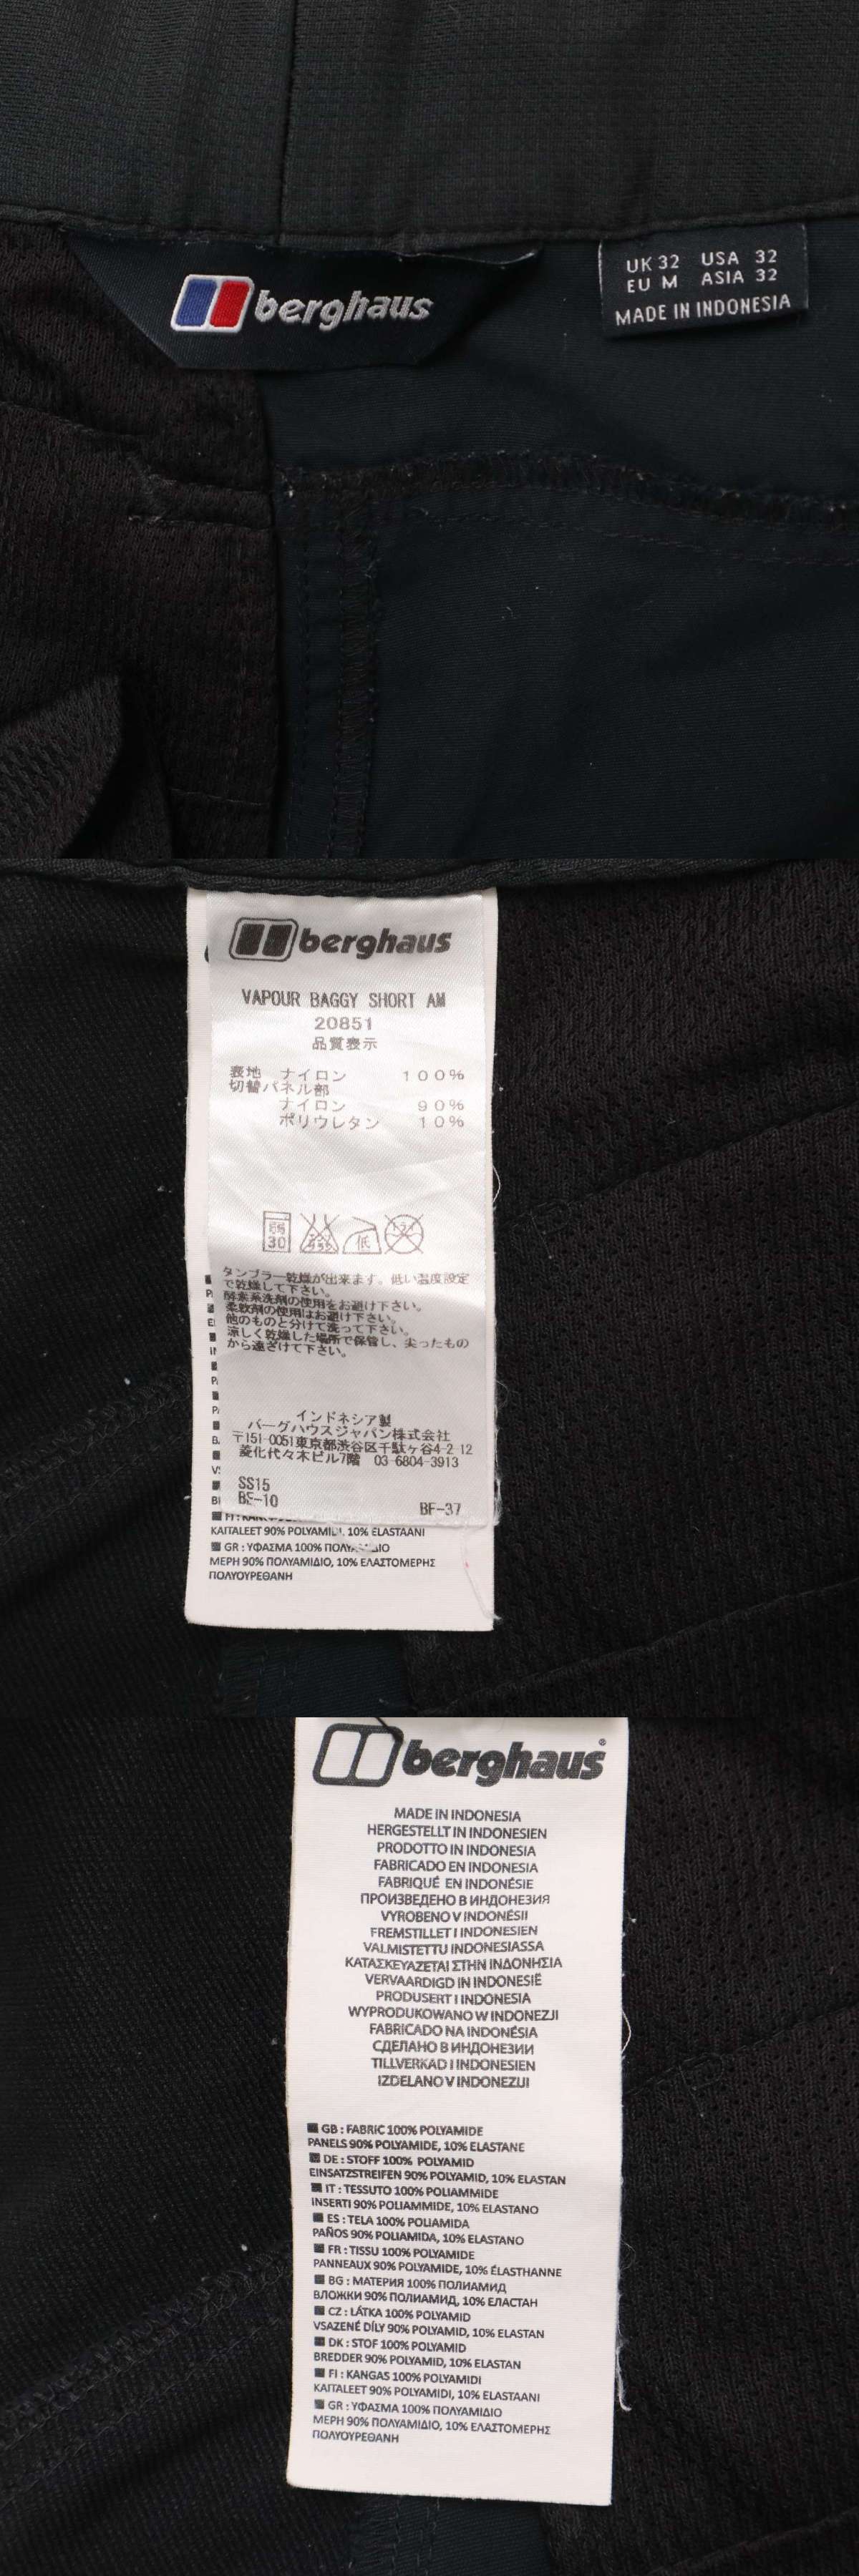 berghaus
UK 32 USA 32
EU M ASIA 32
MADE IN INDONESIA
berghaus
VAPOUR BAGGY SHORT AM
20851
品質表示
表地 ナイロン 100%
切替パネル部
ナイロン 90%
ポリウレタン 10%
30
低
タンブラー乾燥が出来ます。低い温度設定
で乾燥して下さい。
酵素系洗剤の使用をお避け下さい。
柔軟剤の使用はお避け下さい。
他のものと分けて洗って下さい。
涼しく乾燥した場所で保管し、尖ったもの
から遠ざけて下さい。
インドネシア製
バーグハウスジャパン株式会社
〒151-0051東京都渋谷区千駄ヶ谷4-2-12
菱化代々木ビル7階 03-6804-3913
SS15
BE-10 BF-37
KAITALEET 90% POLYAMIDI, 10% ELASTAANI
GR : ΥΦΑΣΜΑ 100% ΠΟΛΥΑΜΙΔΙΟ
ΜΕΡΗ 90% ΠΟΛΥΑΜΙΔΙΟ, 10% ΕΛΑΣΤΟΜΕΡΗΣ
ΠΟΛΥΟΥΡΕΘΑΝΗ
berghaus®
MADE IN INDONESIA
HERGESTELLT IN INDONESIEN
PRODOTTO IN INDONESIA
FABRICADO EN INDONESIA
FABRIQUÉ EN INDONÉSIE
ПРОИЗВЕДЕНО В ИНДОНЕЗИЯ
VYROBENO V INDONÉSII
FREMSTILLET I INDONESIEN
VALMISTETTU INDONESIASSA
ΚΑΤΑΣΚΕΥΑΖΕΤΑΙ ΣΤΗΝ ΙΝΔΟΝΗΣΙΑ
VERVAARDIGD IN INDONESIË
PRODUSERT I INDONESIA
WYPRODUKOWANO W INDONEZJI
FABRICADO NA INDONÉSIA
СДЕЛАНО В ИНДОНЕЗИИ
TILLVERKAD I INDONESIEN
IZDELANO V INDONEZIJI
GB : FABRIC 100% POLYAMIDE
PANELS 90% POLYAMIDE, 10% ELASTANE
DE : STOFF 100% POLYAMID
EINSATZSTREIFEN 90% POLYAMID, 10% ELASTAN
IT : TESSUTO 100% POLIAMMIDE
INSERTI 90% POLIAMMIDE, 10% ELASTANO
ES : TELA 100% POLIAMIDA
PAÑOS 90% POLIAMIDA, 10% ELASTANO
FR : TISSU 100% POLYAMIDE
PANNEAUX 90% POLYAMIDE, 10% ÉLASTHANNE
BG : МАТЕРИЯ 100% ПОЛИАМИД
ВЛОЖКИ 90% ПОЛИАМИД, 10% ЕЛАСТАН
CZ : LÁTKA 100% POLYAMID
VSAZENÉ DÍLY 90% POLYAMID, 10% ELASTAN
DK : STOF 100% POLYAMID
BREDDER 90% POLYAMID, 10% ELASTAN
FI : KANGAS 100% POLYAMIDI
KAITALEET 90% POLYAMIDI, 10% ELASTAANI
GR : ΥΦΑΣΜΑ 100% ΠΟΛΥΑΜΙΔΙΟ
ΜΕΡΗ 90% ΠΟΛΥΑΜΙΔΙΟ, 10% ΕΛΑΣΤΟΜΕΡΗΣ
ΠΟΛΥΟΥΡΕΘΑΝΗ